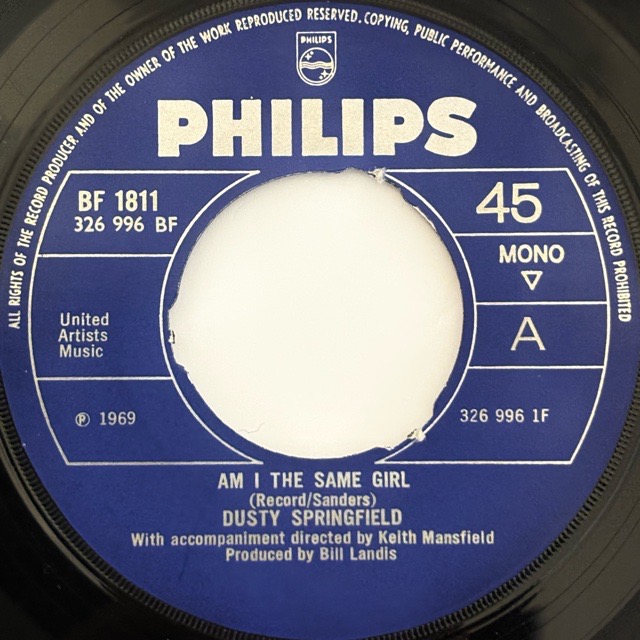 ALL RIGHTS OF THE RECORD PRODUCER AND OF THE OWNER OF THE WORK REPRODUCED RESERVED. COPYING, PUBLIC PERFORMANCE AND BROADCASTING OF THIS RECORD PROHIBITED
PHILIPS
PHILIPS
BF 1811
326 996 BF
45
MONO
▽
A
United
Artists
Music
℗ 1969
326 996 1F
AM I THE SAME GIRL
(Record/Sanders)
DUSTY SPRINGFIELD
With accompaniment directed by Keith Mansfield
Produced by Bill Landis